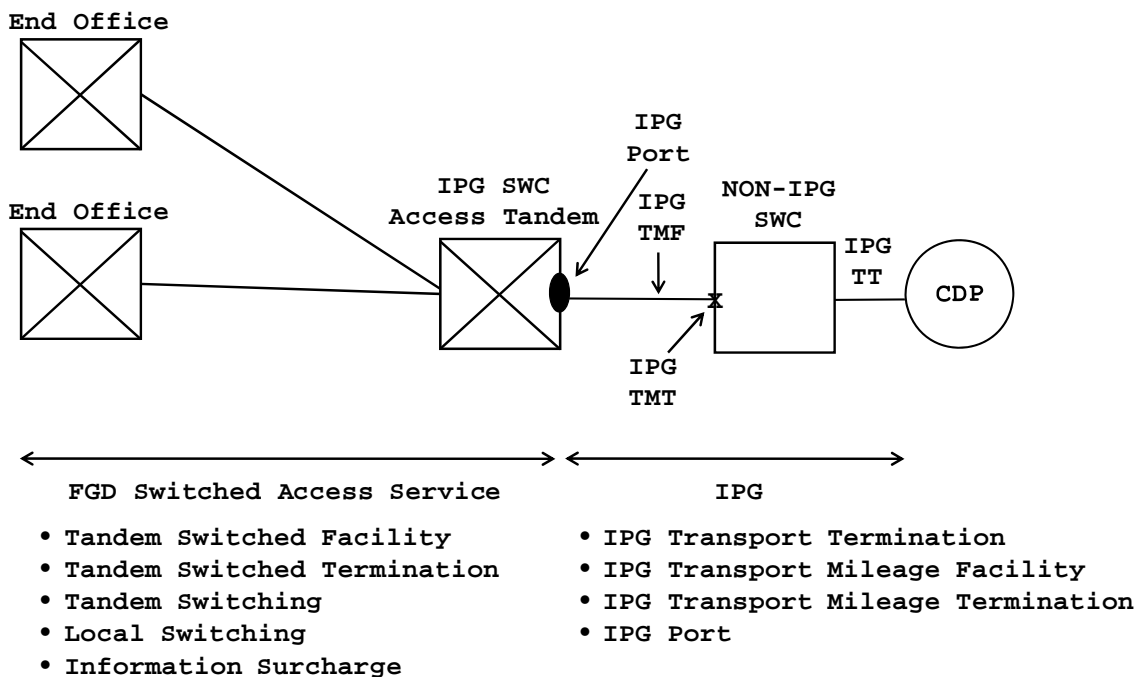 End Office
End Office
IPG SWC
Access Tandem
IPG
Port
IPG
TMF
NON-IPG
SWC
IPG
TT
CDP
X
IPG
TMT
FGD Switched Access Service
• Tandem Switched Facility
• Tandem Switched Termination
• Tandem Switching
• Local Switching
• Information Surcharge
IPG
• IPG Transport Termination
• IPG Transport Mileage Facility
• IPG Transport Mileage Termination
• IPG Port